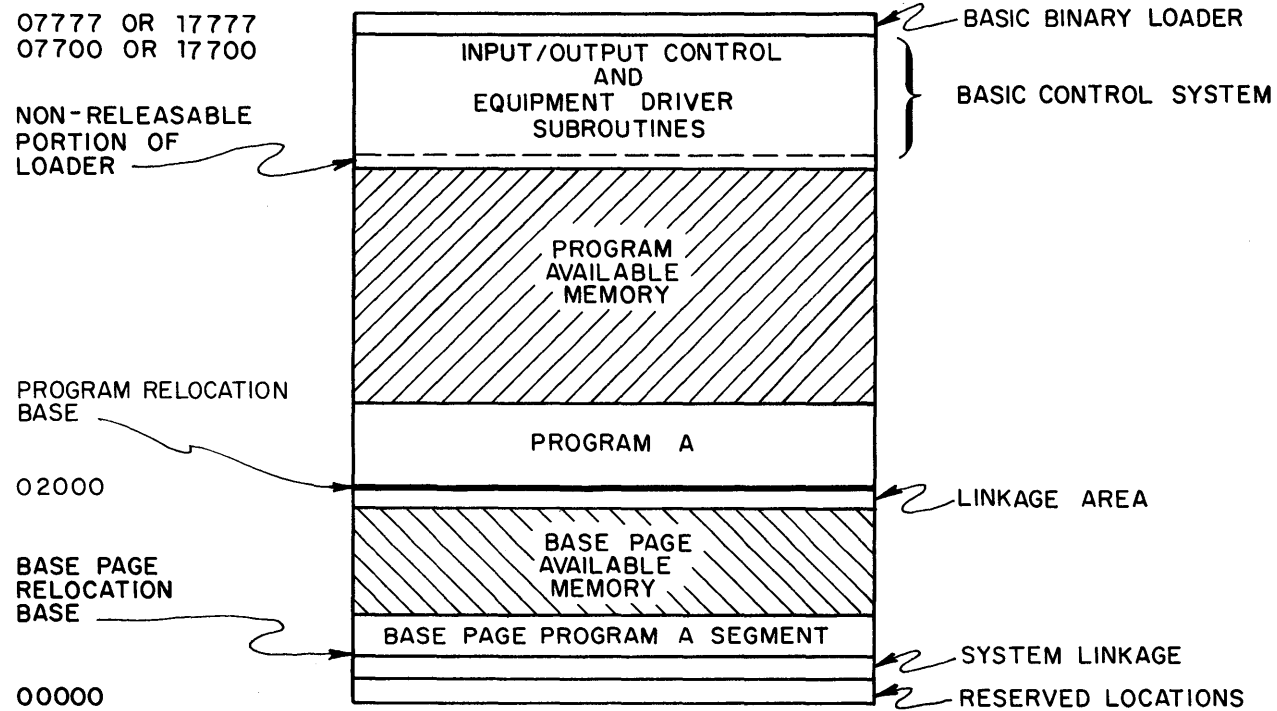 07777 OR 17777
07700 OR 17700
BASIC BINARY LOADER
INPUT/OUTPUT CONTROL
AND
EQUIPMENT DRIVER
SUBROUTINES
BASIC CONTROL SYSTEM
NON-RELEASABLE
PORTION OF
LOADER
PROGRAM
AVAILABLE
MEMORY
PROGRAM RELOCATION
BASE
PROGRAM A
02000
LINKAGE AREA
BASE PAGE
AVAILABLE
MEMORY
BASE PAGE
RELOCATION
BASE
BASE PAGE PROGRAM A SEGMENT
SYSTEM LINKAGE
00000
RESERVED LOCATIONS